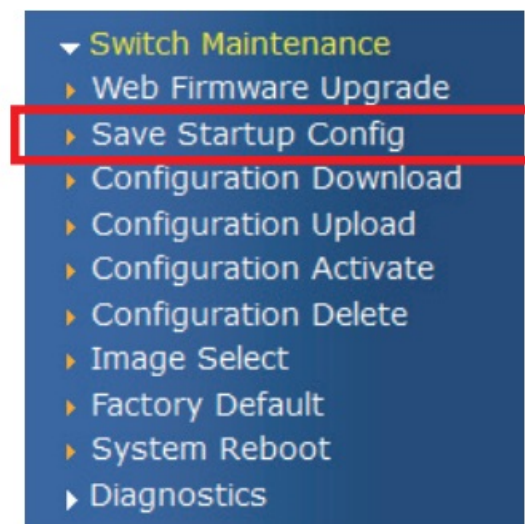 Switch Maintenance
Web Firmware Upgrade
Save Startup Config
Configuration Download
Configuration Upload
Configuration Activate
Configuration Delete
Image Select
Factory Default
System Reboot
Diagnostics